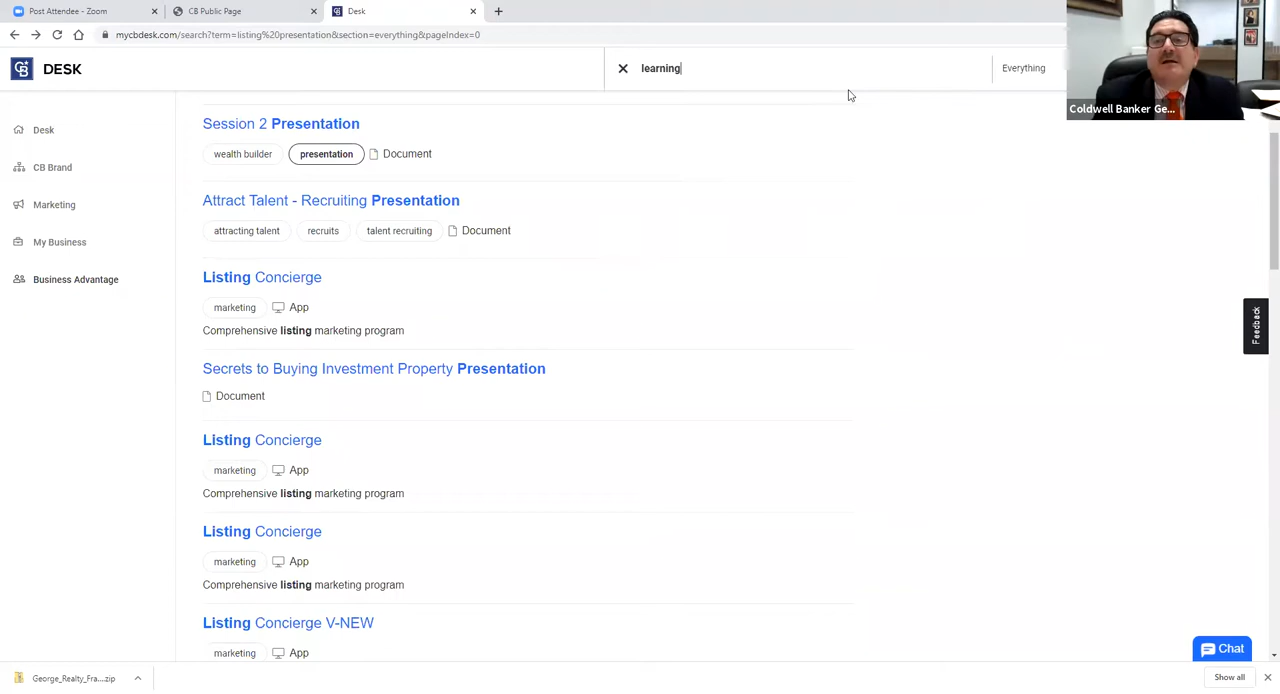 Post Attendee - Zoom
CB Public Page
Desk
mycbdesk.com/search?term=listing%20presentation&section=everything&pageIndex=0
CB
DESK
learning
Everything
Coldwell Banker Ge...
Desk
CB Brand
Marketing
My Business
Business Advantage
Session 2 Presentation
wealth builder presentation Document
Attract Talent - Recruiting Presentation
attracting talent recruits talent recruiting Document
Listing Concierge
marketing App
Comprehensive listing marketing program
Secrets to Buying Investment Property Presentation
Document
Listing Concierge
marketing App
Comprehensive listing marketing program
Listing Concierge
marketing App
Comprehensive listing marketing program
Listing Concierge V-NEW
marketing App
Feedback
Chat
George_Realty_Fra....zip
Show all